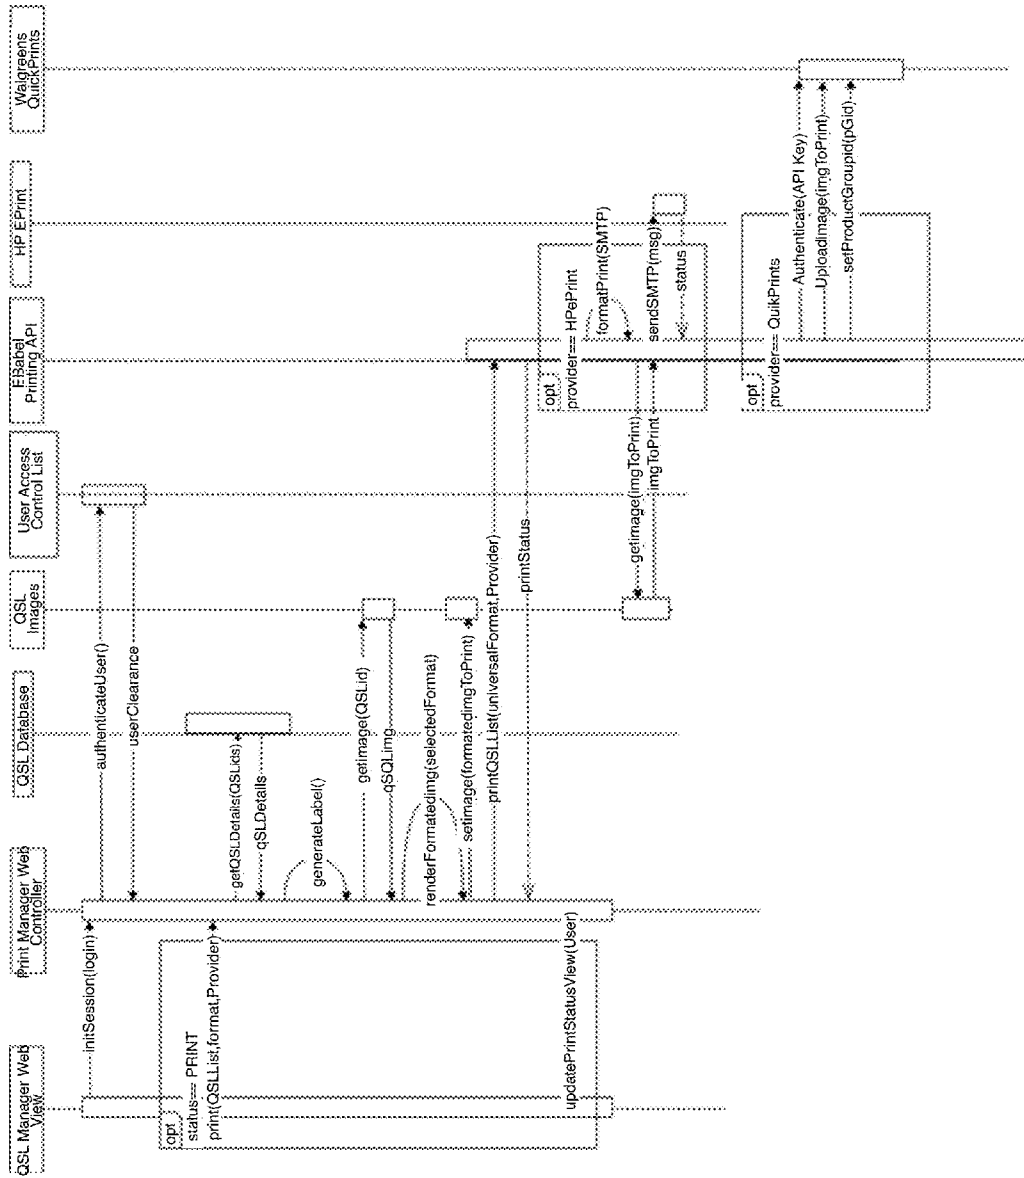 QSL Manager Web
View
Print Manager Web
Controller
QSL Database
QSL
Images
User Access
Control List
EBabel
Printing API
HP EPrint
Walgreens
QuickPrints
initSession(login)
authenticateUser()
userClearance
opt
status== PRINT
print(QSLList,format,Provider)
getQSLDetails(QSLids)
qSLDetails
generateLabel()
getimage(QSLid)
qSQLimg
renderFormatedimg(selectedFormat)
setimage(formatedimgToPrint)
printQSLList(universalFormat,Provider)
printStatus
opt
provider== HPePrint
formatPrint(SMTP)
getimage(imgToPrint)
imgToPrint
sendSMTP(msg)
status
updatePrintStatusView(User)
opt
provider== QuikPrints
Authenticate(API Key)
Uploadimage(imgToPrint)
setProductGroupid(pGid)